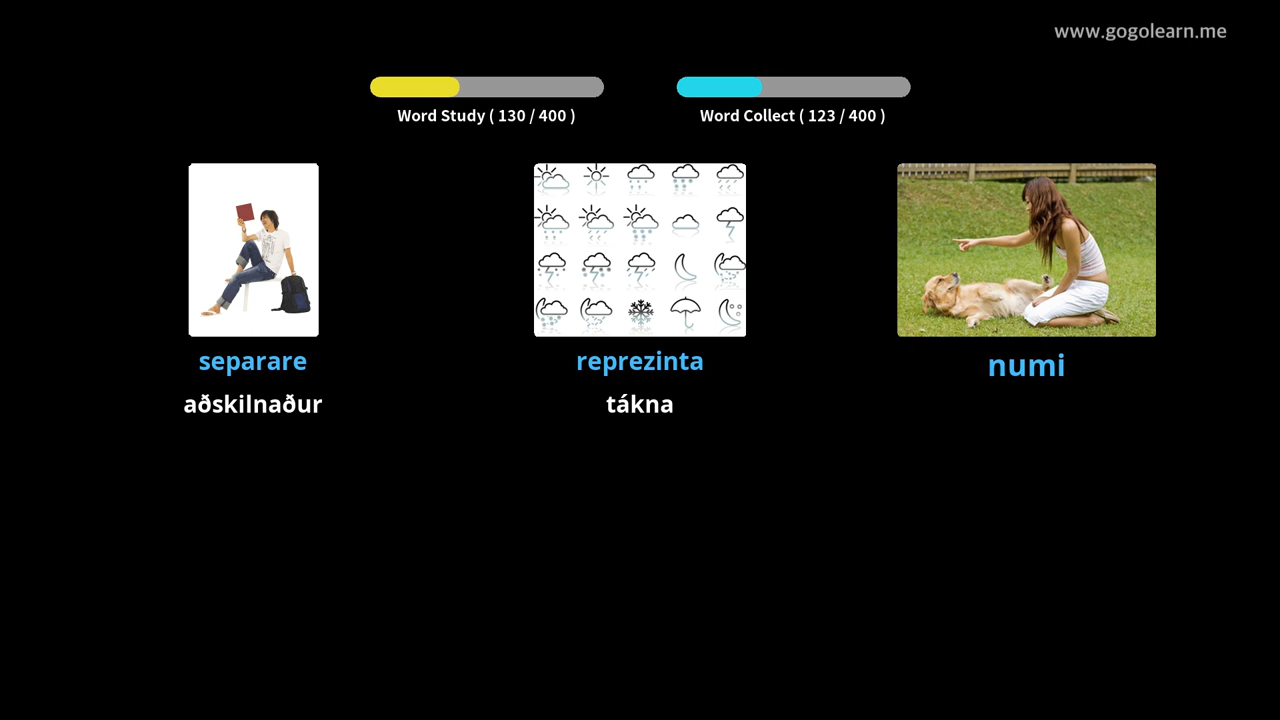 www.gogolearn.me
Word Study ( 130 / 400 )
Word Collect ( 123 / 400 )
separare
reprezinta
numi
aðskilnaður
tákna